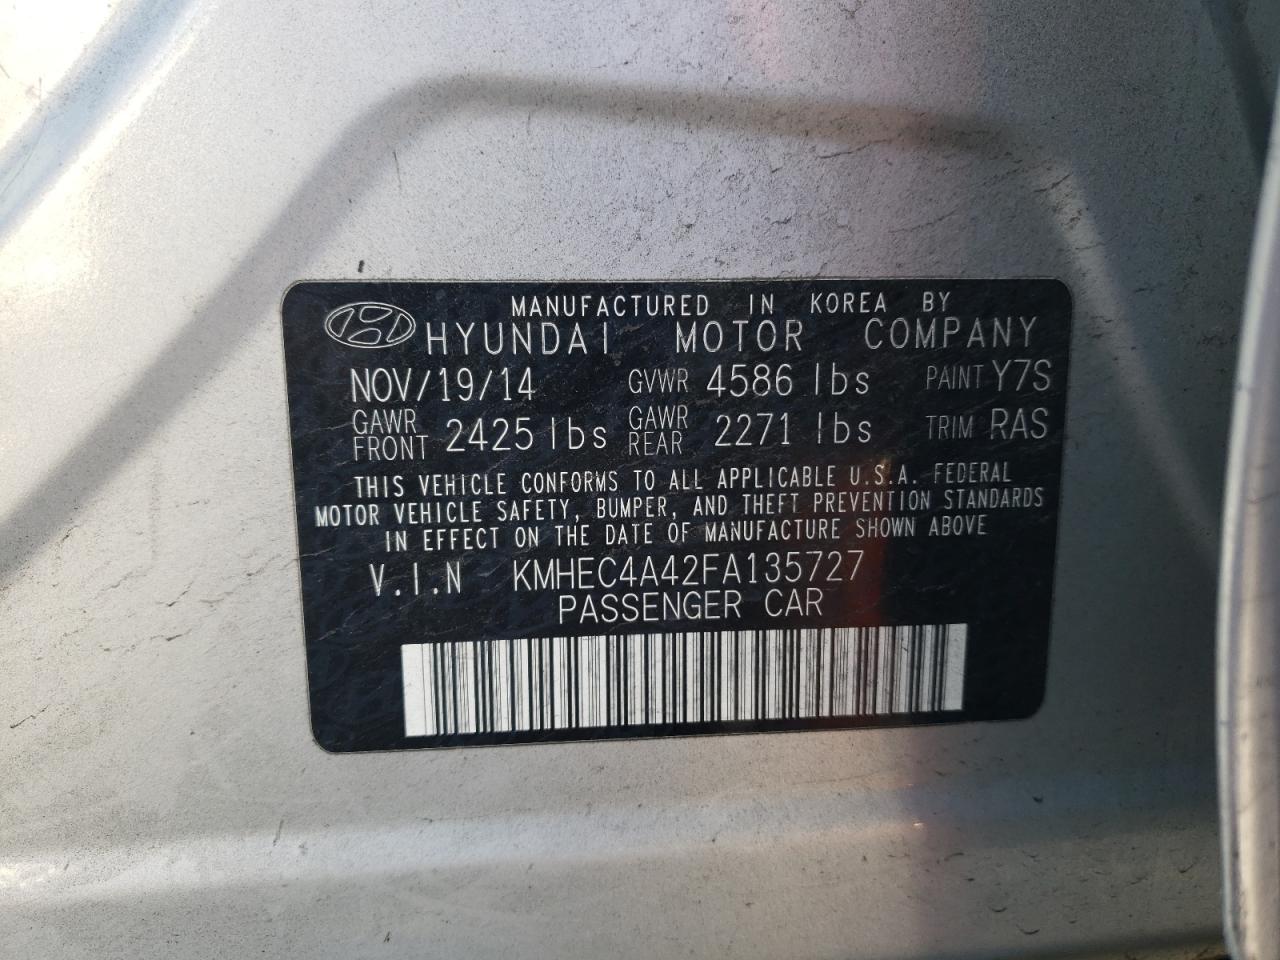 MANUFACTURED IN KOREA BY
HYUNDAI MOTOR COMPANY
NOV/19/14 GVWR 4586 lbs PAINT Y7S
GAWR FRONT 2425 lbs GAWR REAR 2271 lbs TRIM RAS
THIS VEHICLE CONFORMS TO ALL APPLICABLE U.S.A. FEDERAL
MOTOR VEHICLE SAFETY, BUMPER, AND THEFT PREVENTION STANDARDS
IN EFFECT ON THE DATE OF MANUFACTURE SHOWN ABOVE
V.I.N KMHEC4A42FA135727
PASSENGER CAR